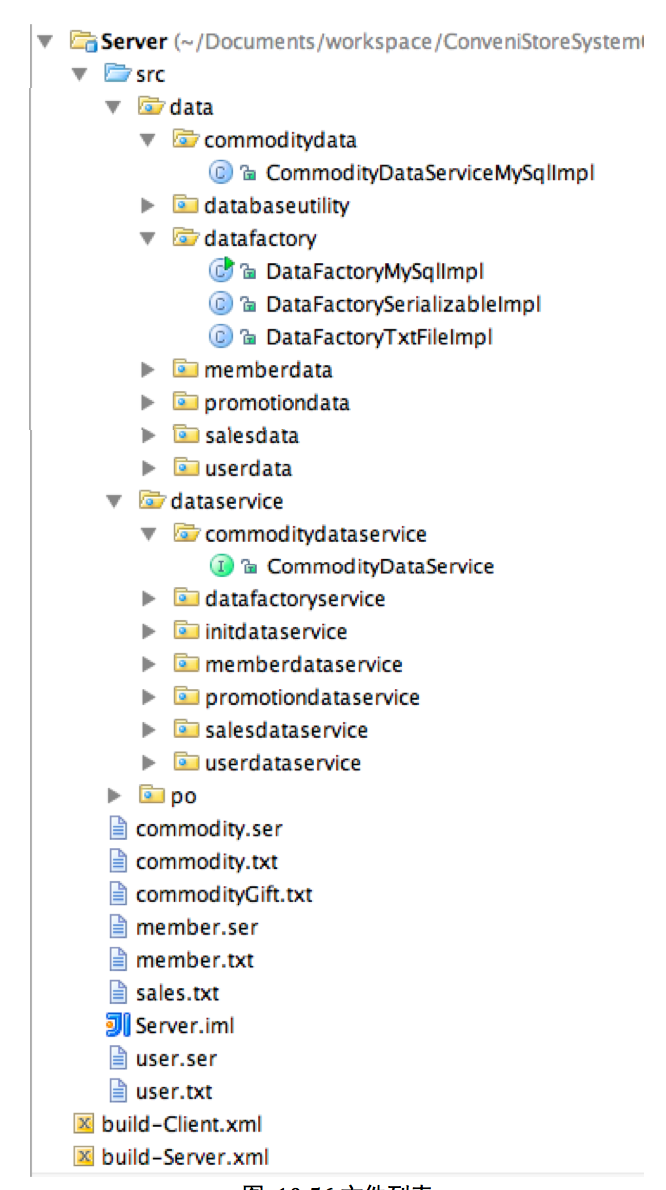 Server (~/Documents/workspace/ConveniStoreSystem
src
data
commoditydata
CommodityDataServiceMySqlImpl
databaseutility
datafactory
DataFactoryMySqlImpl
DataFactorySerializableImpl
DataFactoryTxtFileImpl
memberdata
promotiondata
salesdata
userdata
dataservice
commoditydataservice
CommodityDataService
datafactoryservice
initdataservice
memberdataservice
promotiondataservice
salesdataservice
userdataservice
po
commodity.ser
commodity.txt
commodityGift.txt
member.ser
member.txt
sales.txt
Server.iml
user.ser
user.txt
build-Client.xml
build-Server.xml